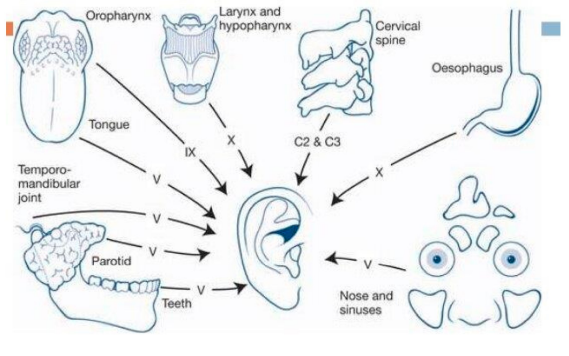 Oropharynx
Larynx and
hypopharynx
Cervical
spine
Oesophagus
Tongue
IX
X
C2 & C3
X
Temporo-
mandibular
joint
V
V
V
Parotid
V
Teeth
V
Nose and
sinuses